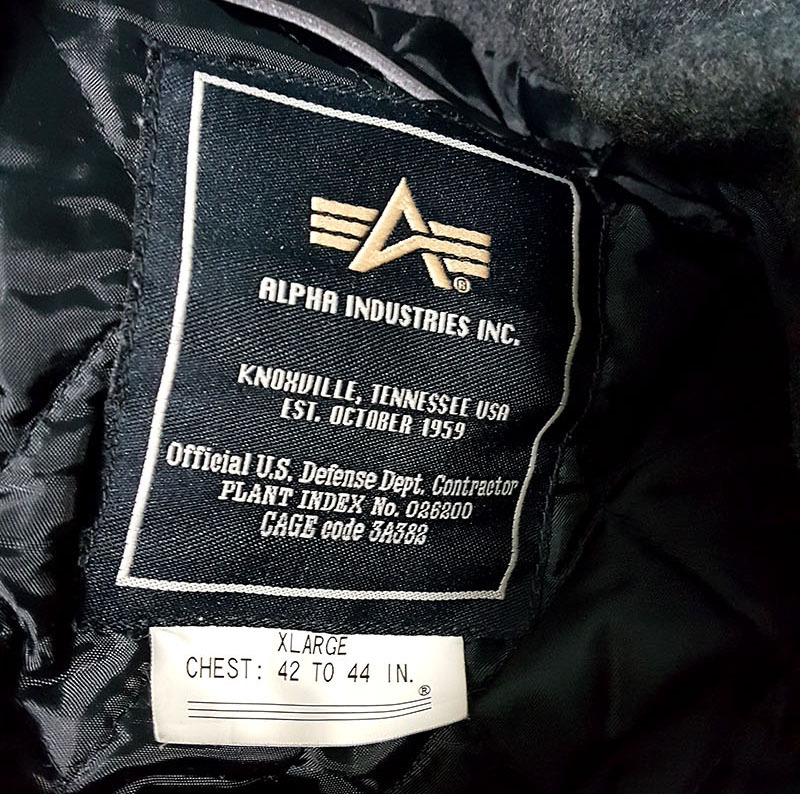 ®
ALPHA INDUSTRIES INC.
KNOXVILLE, TENNESSEE USA
EST. OCTOBER 1959
Official U.S. Defense Dept. Contractor
PLANT INDEX No. 026200
CAGE code 3A382
XLARGE
CHEST: 42 TO 44 IN.
®